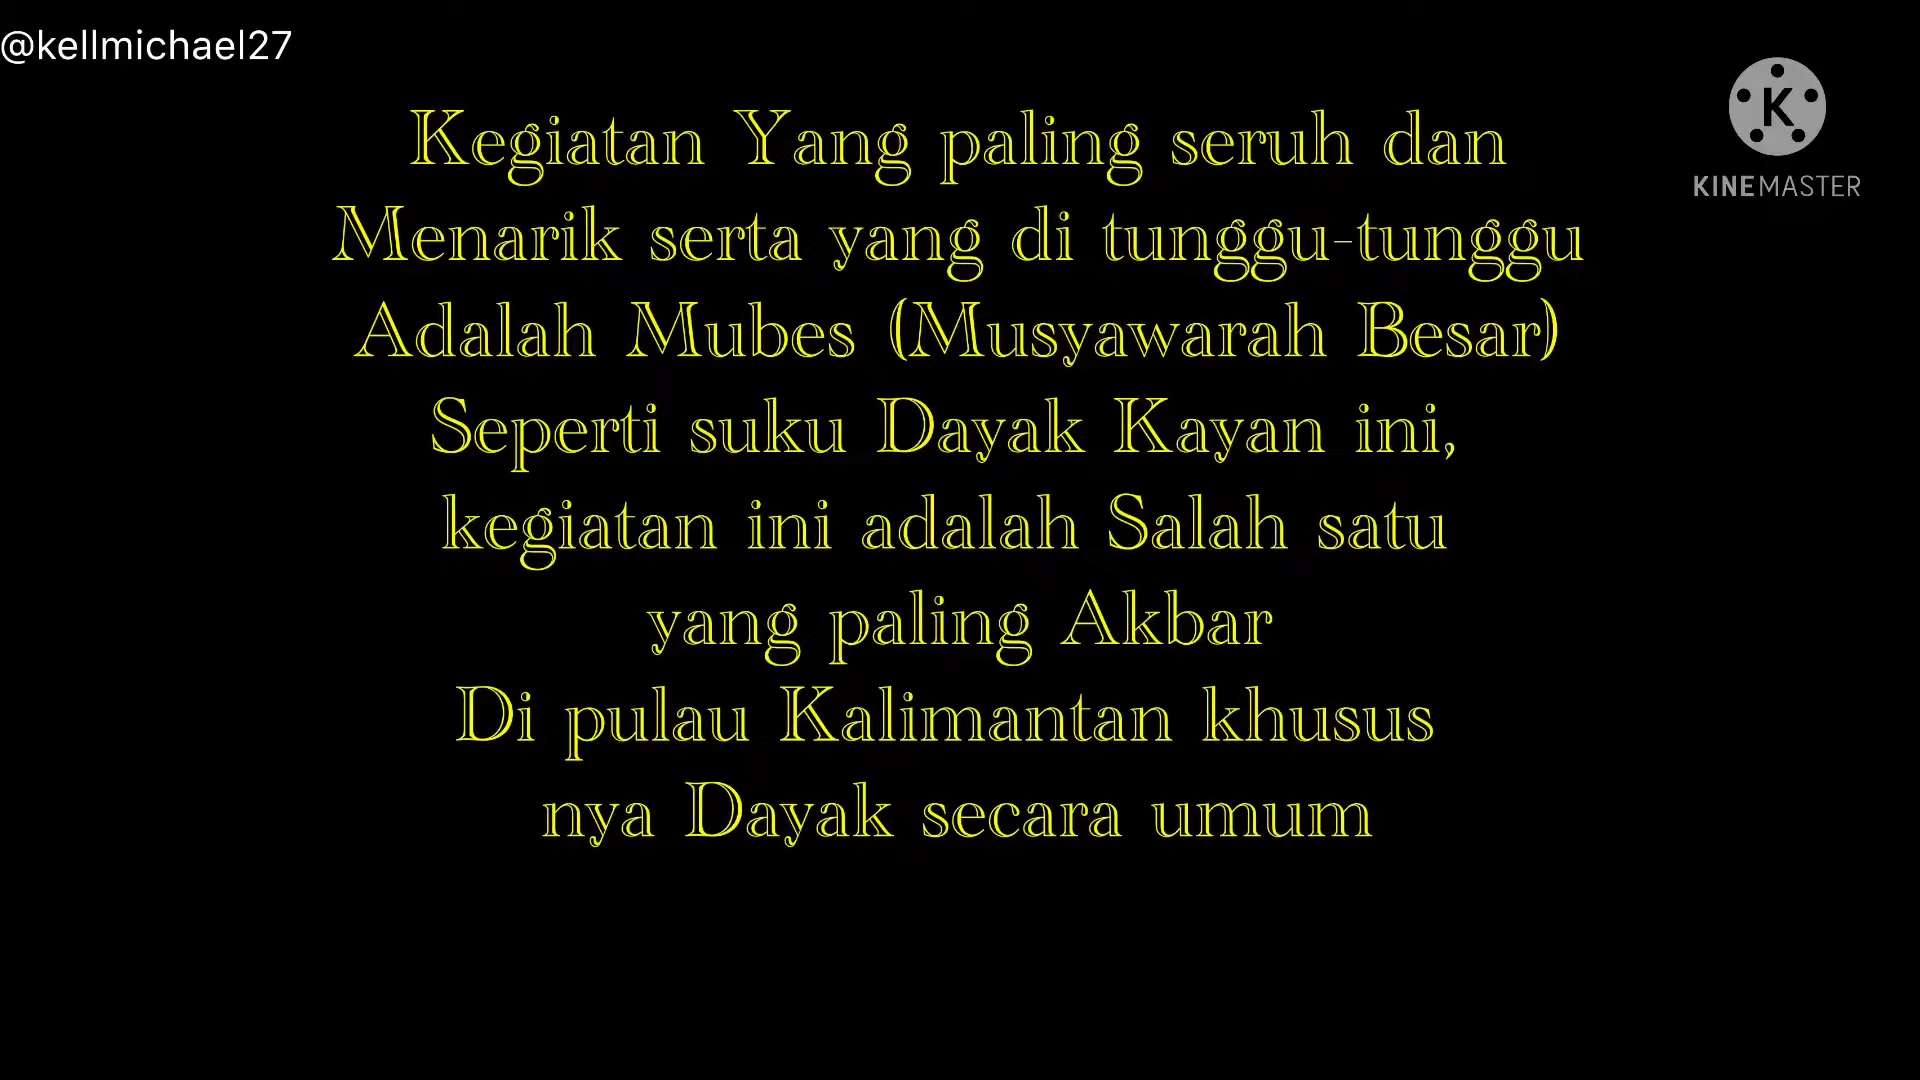 @kellmichael27
K
KINEMASTER
Kegiatan Yang paling seruh dan
Menarik serta yang di tunggu-tunggu
Adalah Mubes (Musyawarah Besar)
Seperti suku Dayak Kayan ini,
kegiatan ini adalah Salah satu
yang paling Akbar
Di pulau Kalimantan khusus
nya Dayak secara umum